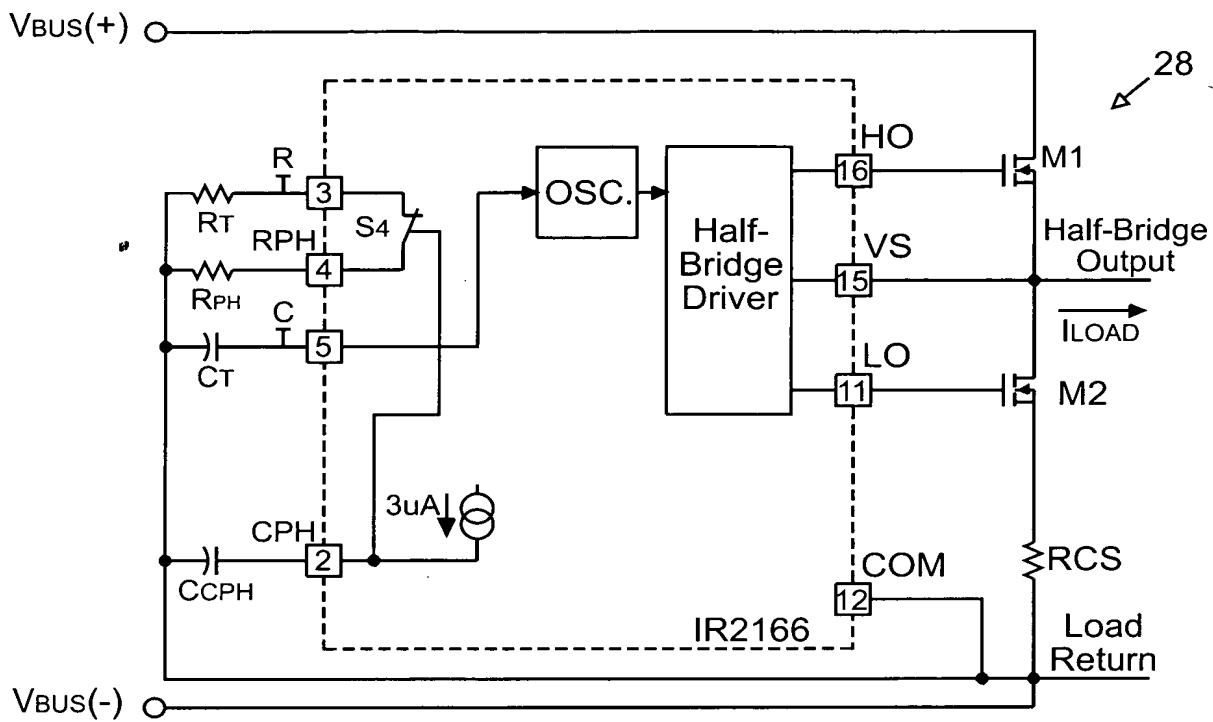 VBUS(+)
28
R
3
RT
S4
RPH
4
RPH
C
5
CT
OSC.
Half-
Bridge
Driver
HO
16
M1
VS
15
Half-Bridge
Output
ILOAD
LO
11
M2
3uA
CPH
2
CCPH
COM
12
RCS
IR2166
Load
Return
VBUS(-)